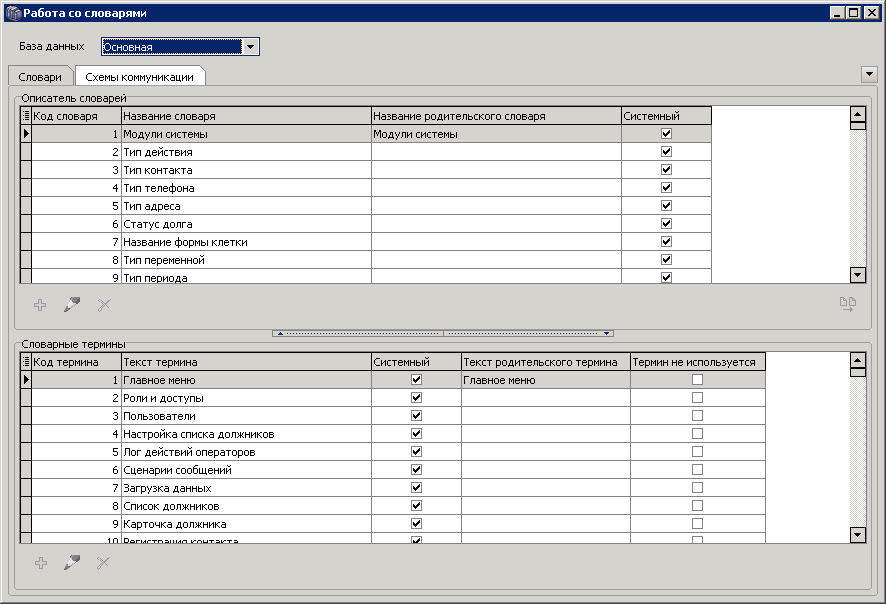 Работа со словарями
База данных Основная
Словари Схемы коммуникации
Описатель словарей
Код словаря Название словаря Название родительского словаря Системный
1 Модули системы Модули системы
2 Тип действия
3 Тип контакта
4 Тип телефона
5 Тип адреса
6 Статус долга
7 Название формы клетки
8 Тип переменной
9 Тип периода
Словарные термины
Код термина Текст термина Системный Текст родительского термина Термин не используется
1 Главное меню Главное меню
2 Роли и доступы
3 Пользователи
4 Настройка списка должников
5 Лог действий операторов
6 Сценарии сообщений
7 Загрузка данных
8 Список должников
9 Карточка должника
10 Регистрация контакта